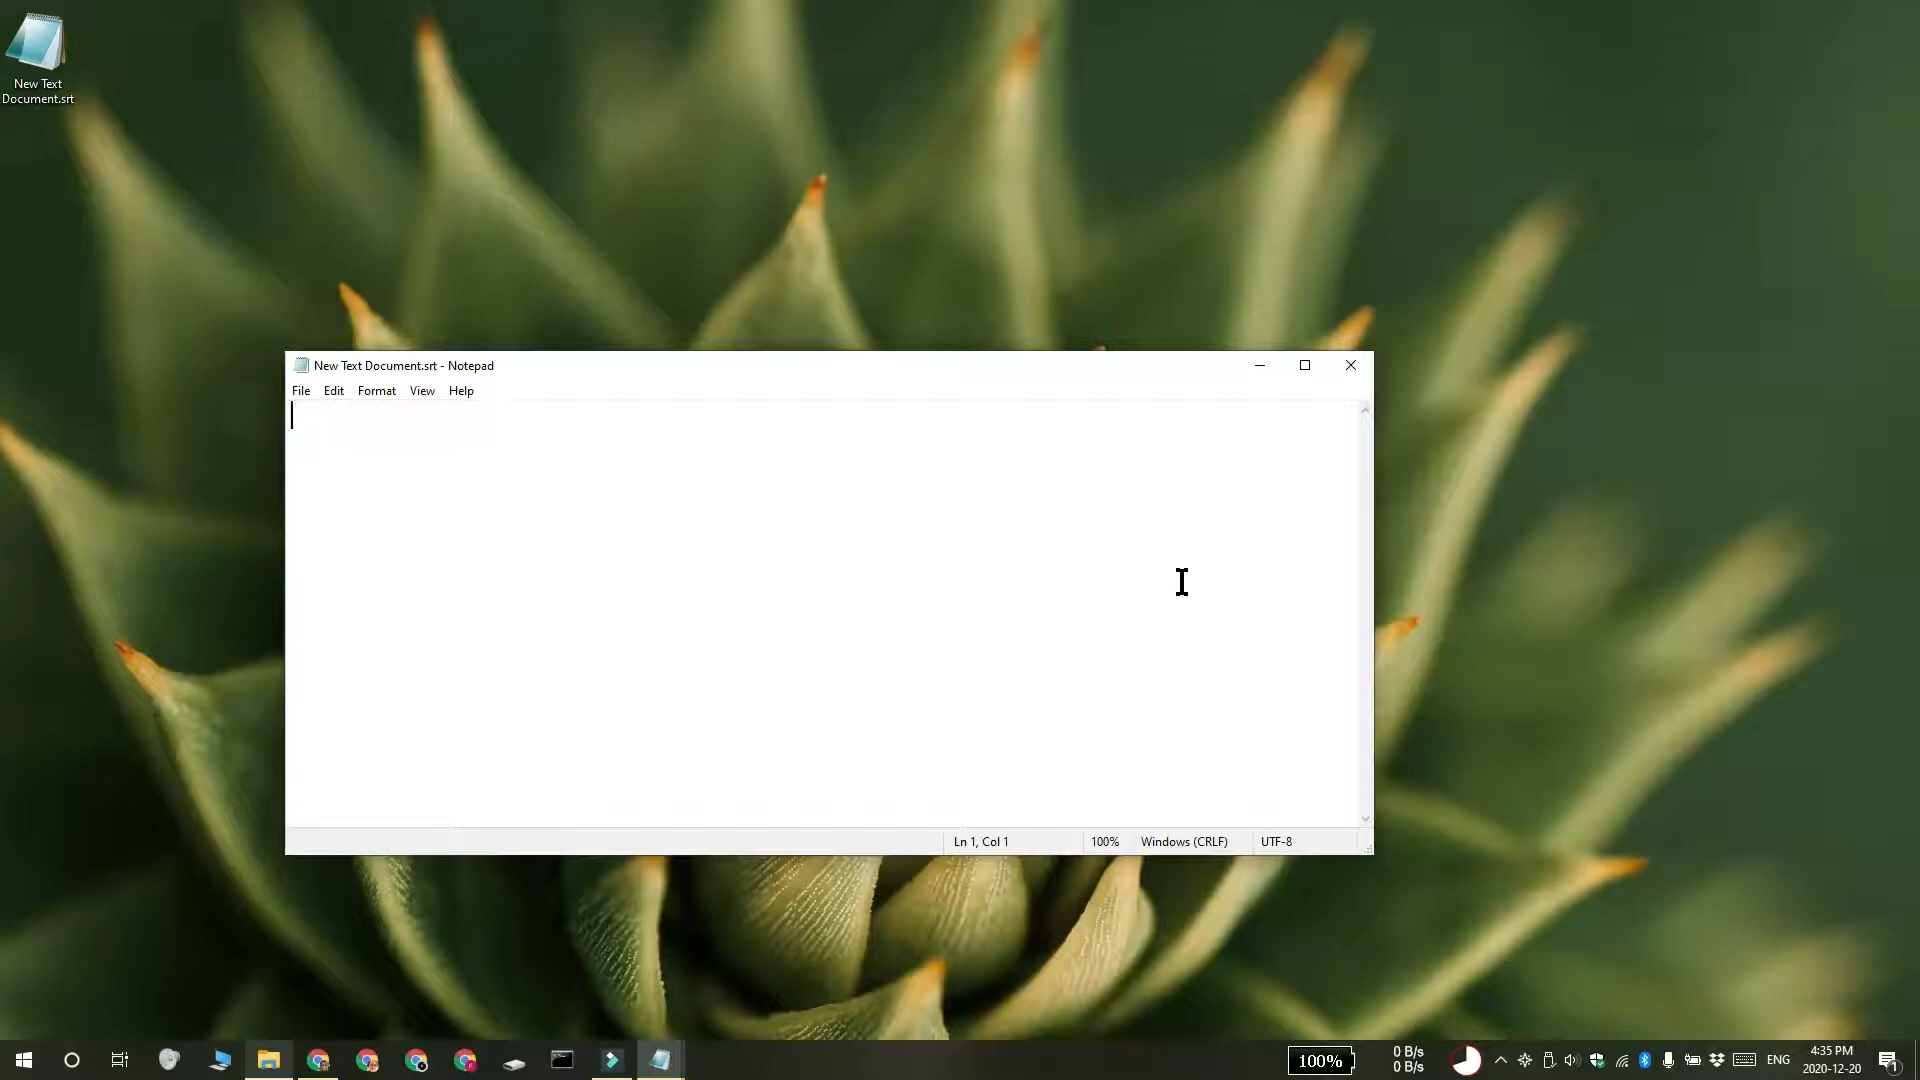 New Text
Document.srt
New Text Document.srt - Notepad
File Edit Format View Help
Ln 1, Col 1 100% Windows (CRLF) UTF-8
100%
0 B/s
0 B/s
ENG
4:35 PM
2020-12-20
1